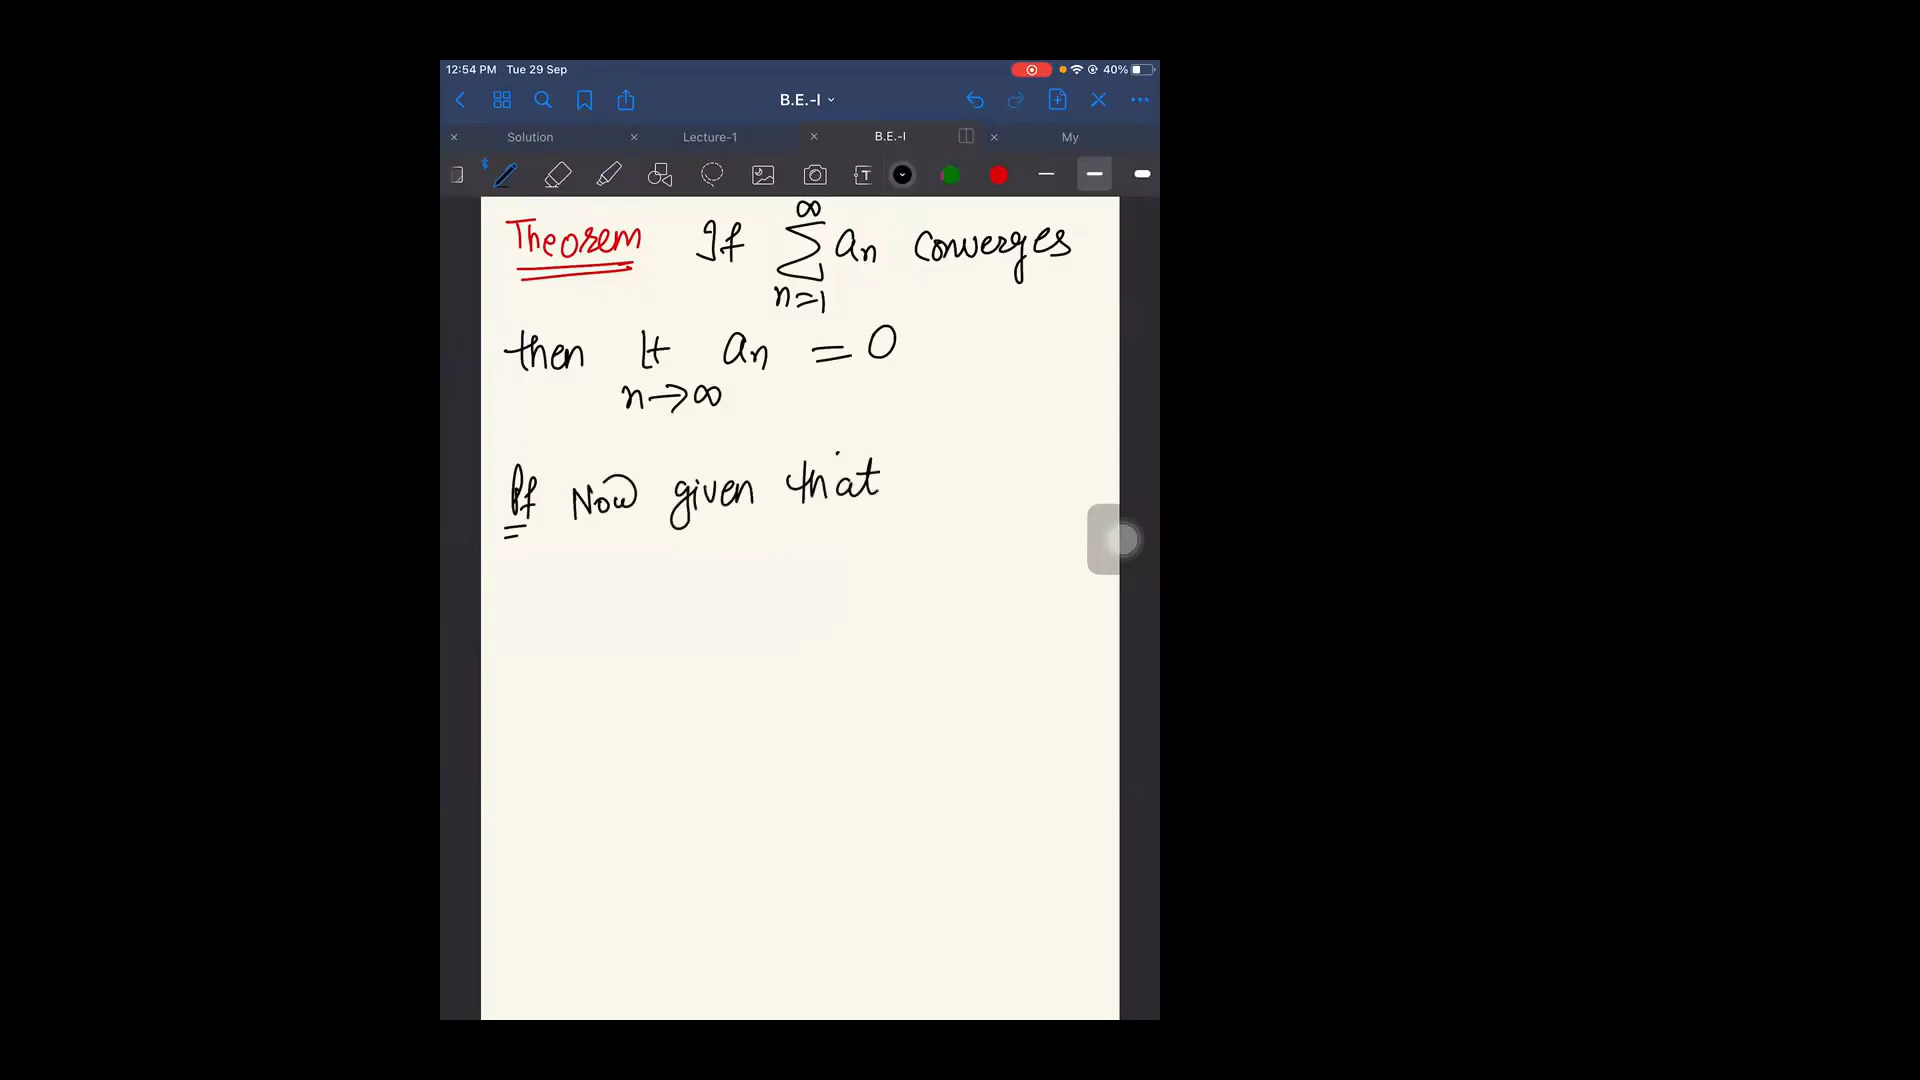 12:54 PM Tue 29 Sep 40%
B.E.-I
Solution Lecture-1 B.E.-I My
Theorem If ∞∑n=1 an converges
then lt n→∞ an = 0
Pf Now given that